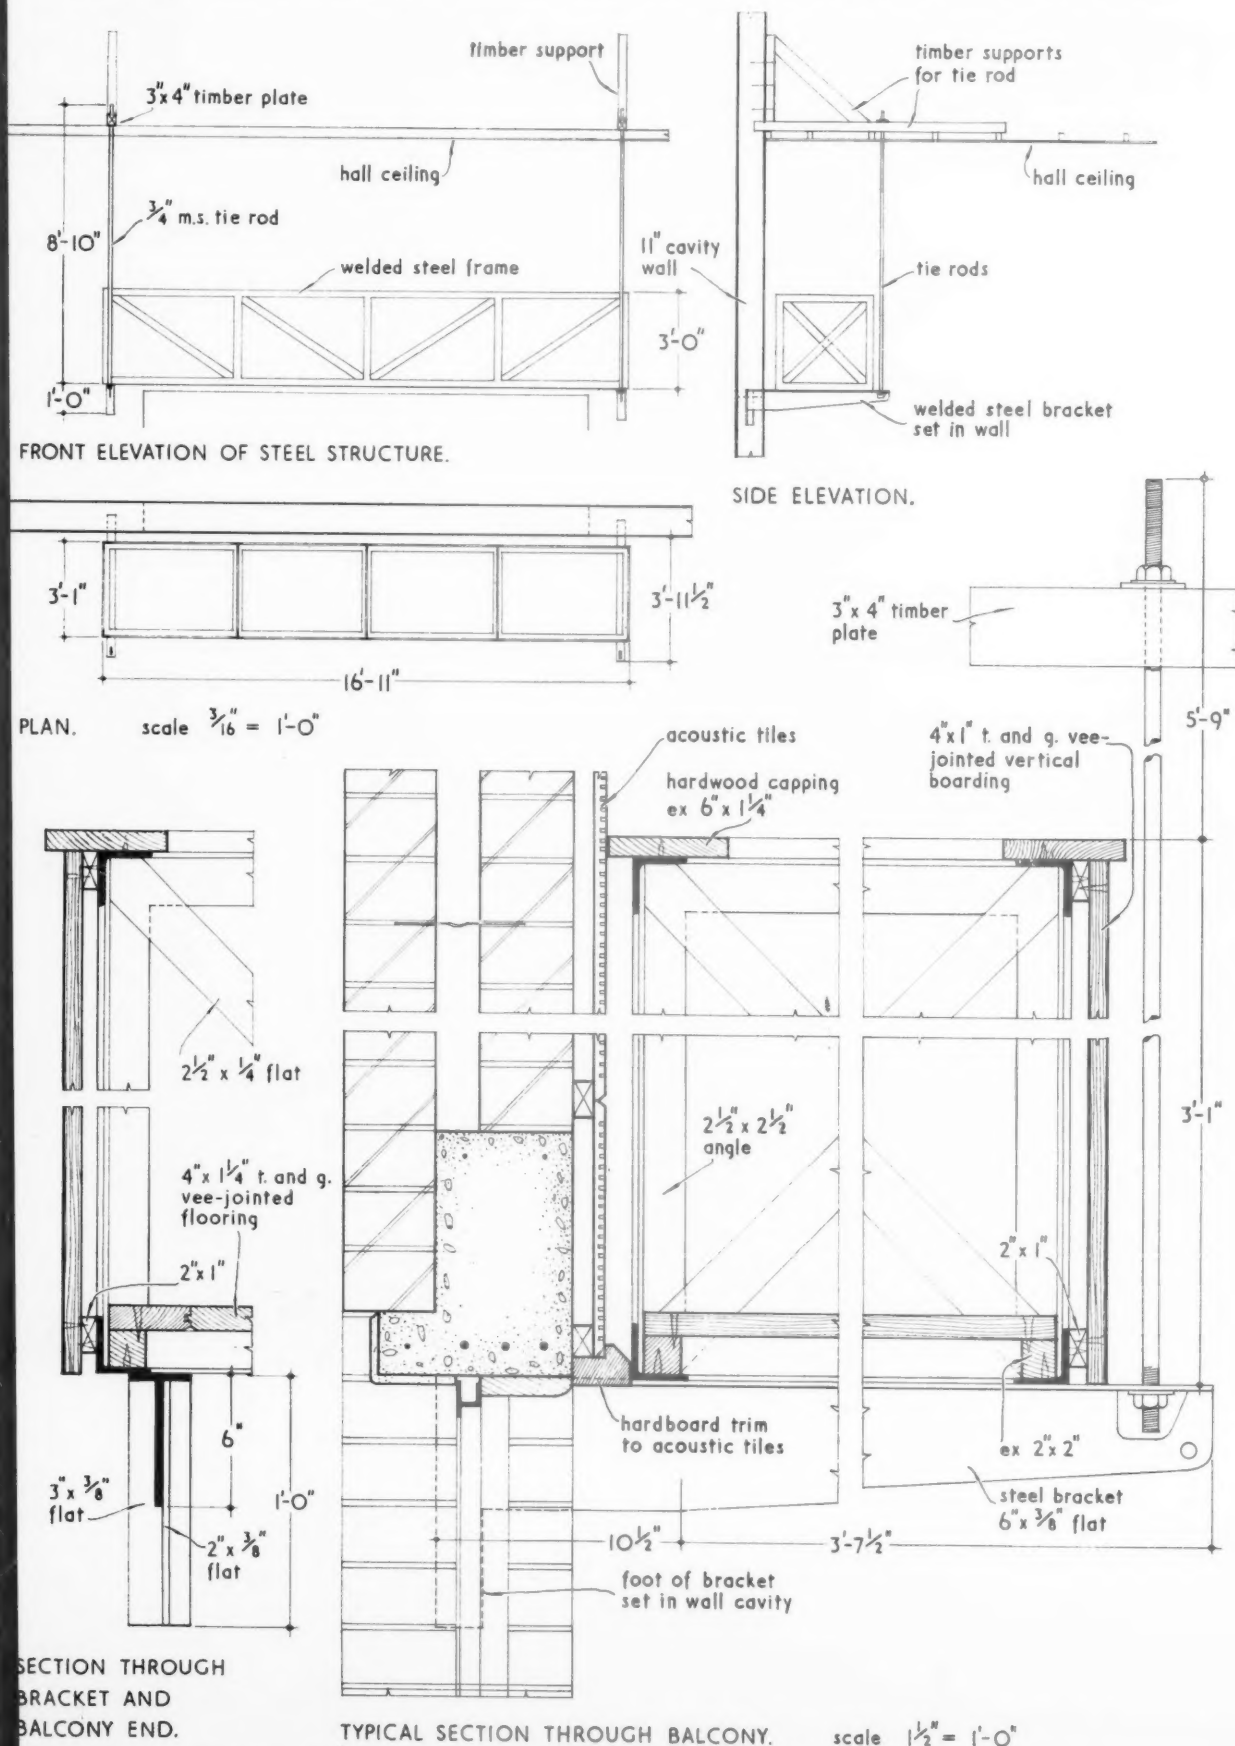 timber support
3"x 4" timber plate
hall ceiling
3/4" m.s. tie rod
8'-10"
welded steel frame
3'-0"
1'-0"
FRONT ELEVATION OF STEEL STRUCTURE.
timber supports
for tie rod
hall ceiling
11" cavity
wall
tie rods
welded steel bracket
set in wall
SIDE ELEVATION.
3'-1"
3'-11 1/2"
16'-11"
PLAN.
scale 3/16" = 1'-0"
3"x 4" timber
plate
5'-9"
acoustic tiles
hardwood capping
ex 6" x 1 1/4"
4"x 1" t. and g. vee-
jointed vertical
boarding
2 1/2" x 1/4" flat
2 1/2" x 2 1/2"
angle
3'-1"
4"x 1 1/4" t. and g.
vee-jointed
flooring
2"x 1"
2"x 1"
6"
3"x 3/8"
flat
1'-0"
2"x 3/8"
flat
hardboard trim
to acoustic tiles
ex 2"x 2"
steel bracket
6"x 3/8" flat
10 1/2"
3'-7 1/2"
foot of bracket
set in wall cavity
SECTION THROUGH
BRACKET AND
BALCONY END.
TYPICAL SECTION THROUGH BALCONY.
scale 1 1/2" = 1'-0"